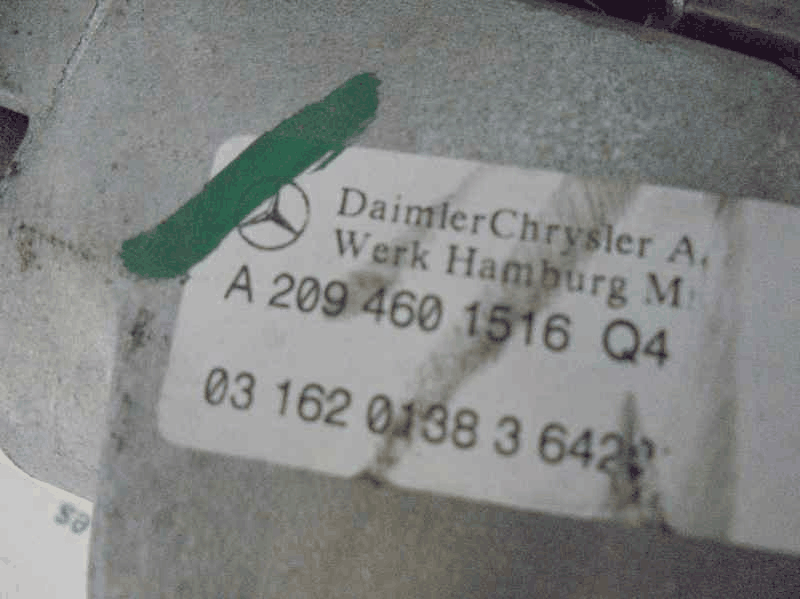 DaimlerChrysler A
Werk Hamburg M
A 209 460 1516 Q4
03 162 0138 3 642